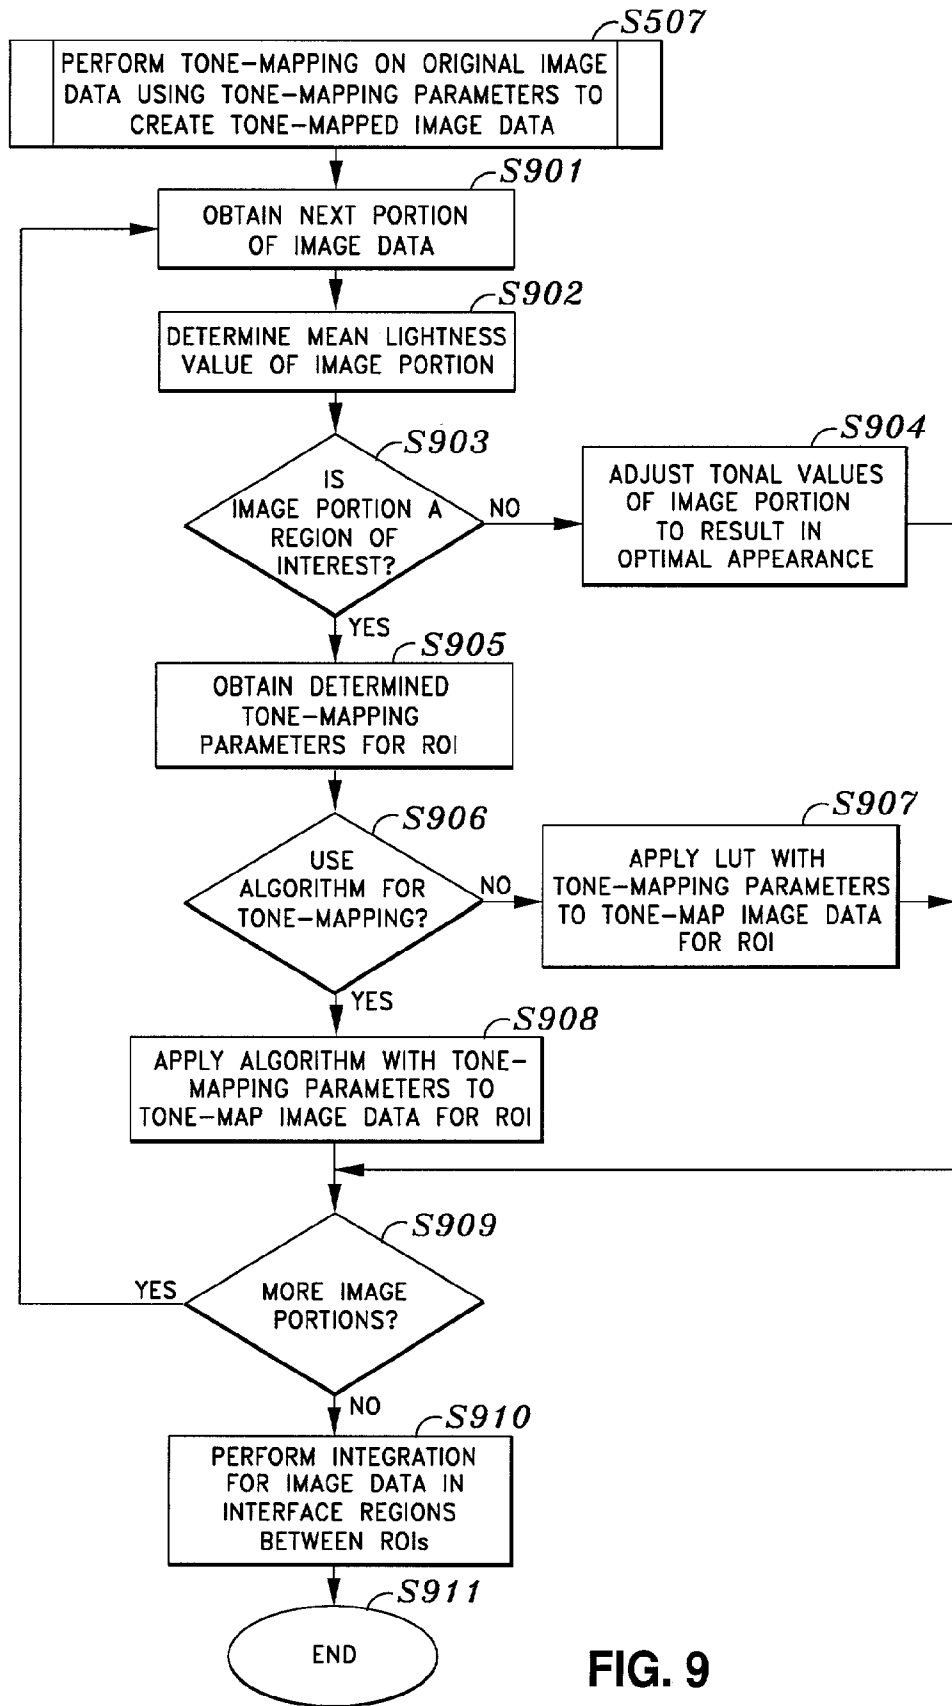 S507
PERFORM TONE-MAPPING ON ORIGINAL IMAGE
DATA USING TONE-MAPPING PARAMETERS TO
CREATE TONE-MAPPED IMAGE DATA
S901
OBTAIN NEXT PORTION
OF IMAGE DATA
S902
DETERMINE MEAN LIGHTNESS
VALUE OF IMAGE PORTION
S903
IS
IMAGE PORTION A
REGION OF
INTEREST?
NO
S904
ADJUST TONAL VALUES
OF IMAGE PORTION
TO RESULT IN
OPTIMAL APPEARANCE
YES
S905
OBTAIN DETERMINED
TONE-MAPPING
PARAMETERS FOR ROI
S906
USE
ALGORITHM FOR
TONE-MAPPING?
NO
S907
APPLY LUT WITH
TONE-MAPPING PARAMETERS
TO TONE-MAP IMAGE DATA
FOR ROI
YES
S908
APPLY ALGORITHM WITH TONE-
MAPPING PARAMETERS TO
TONE-MAP IMAGE DATA FOR ROI
S909
MORE IMAGE
PORTIONS?
YES
NO
S910
PERFORM INTEGRATION
FOR IMAGE DATA IN
INTERFACE REGIONS
BETWEEN ROIs
S911
END
FIG. 9